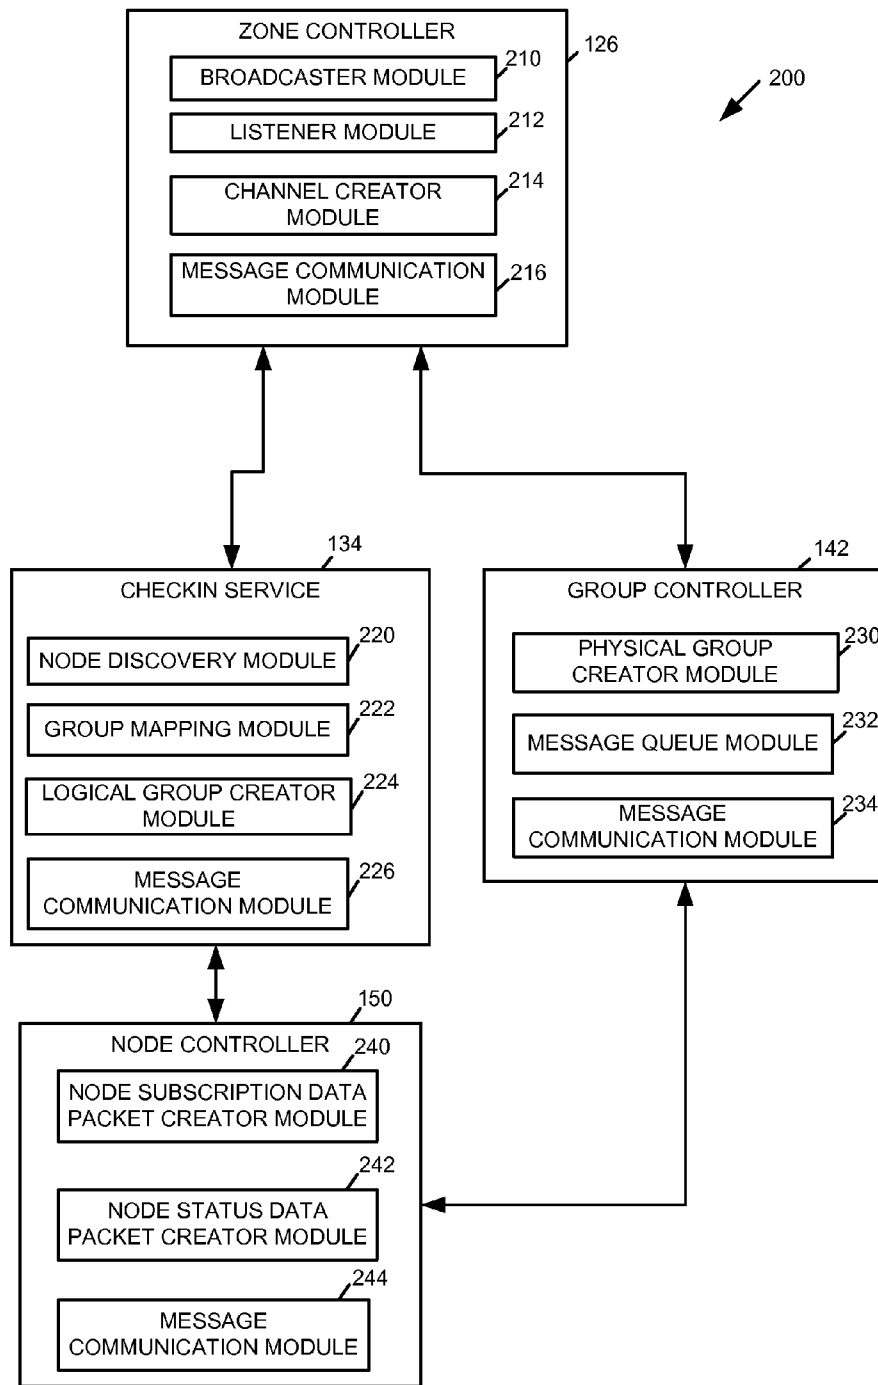 ZONE CONTROLLER
126
BROADCASTER MODULE
210
LISTENER MODULE
212
CHANNEL CREATOR
MODULE
214
MESSAGE COMMUNICATION
MODULE
216
200
134
CHECKIN SERVICE
NODE DISCOVERY MODULE
220
GROUP MAPPING MODULE
222
LOGICAL GROUP CREATOR
MODULE
224
MESSAGE
COMMUNICATION MODULE
226
142
GROUP CONTROLLER
PHYSICAL GROUP
CREATOR MODULE
230
MESSAGE QUEUE MODULE
232
MESSAGE
COMMUNICATION MODULE
234
150
NODE CONTROLLER
240
NODE SUBSCRIPTION DATA
PACKET CREATOR MODULE
242
NODE STATUS DATA
PACKET CREATOR MODULE
244
MESSAGE
COMMUNICATION MODULE